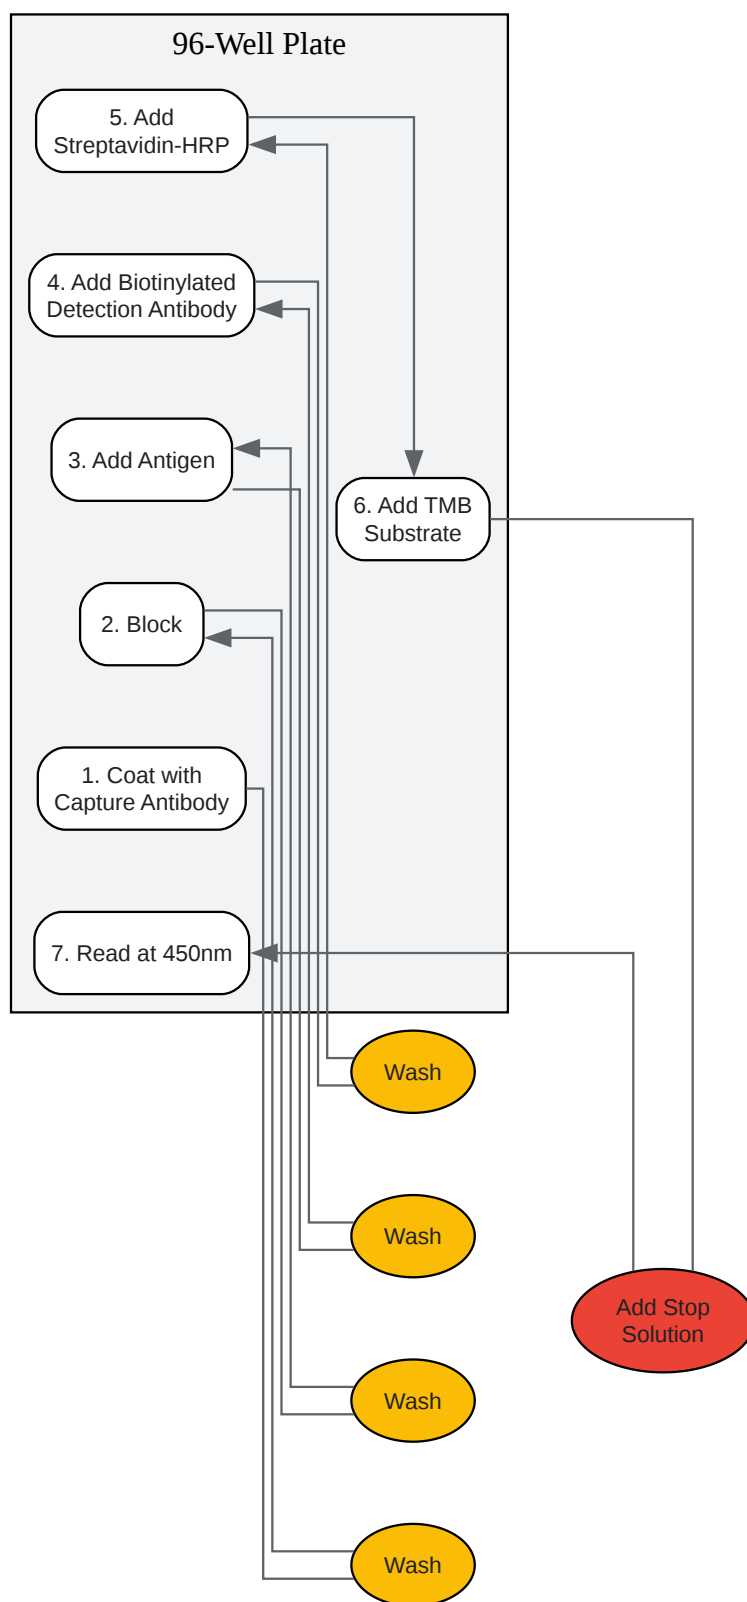 96-Well Plate
5. Add
Streptavidin-HRP
4. Add Biotinylated
Detection Antibody
3. Add Antigen
6. Add TMB
Substrate
2. Block
1. Coat with
Capture Antibody
7. Read at 450nm
Wash
Wash
Add Stop
Solution
Wash
Wash